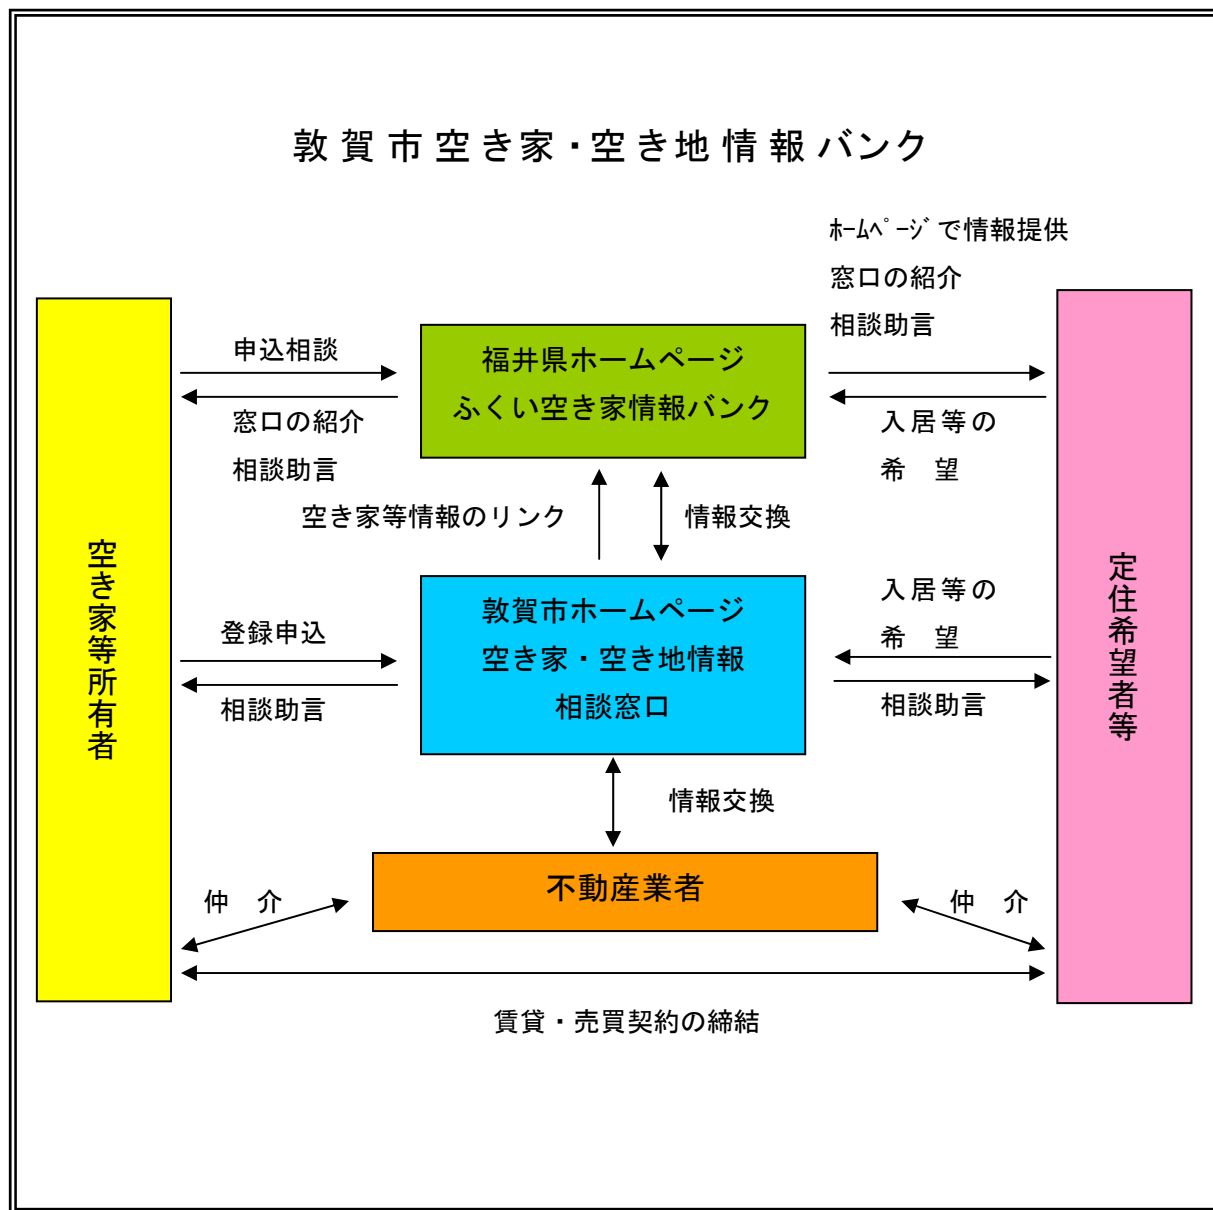 敦賀市空き家・空き地情報バンク
ﾎｰﾑﾍﾟｰｼﾞで情報提供
窓口の紹介
相談助言
申込相談
窓口の紹介
相談助言
福井県ホームページ
ふくい空き家情報バンク
入居等の
希　望
空き家等情報のリンク
情報交換
空き家等所有者
登録申込
相談助言
敦賀市ホームページ
空き家・空き地情報
相談窓口
入居等の
希　望
相談助言
定住希望者等
情報交換
不動産業者
仲　介
仲　介
賃貸・売買契約の締結